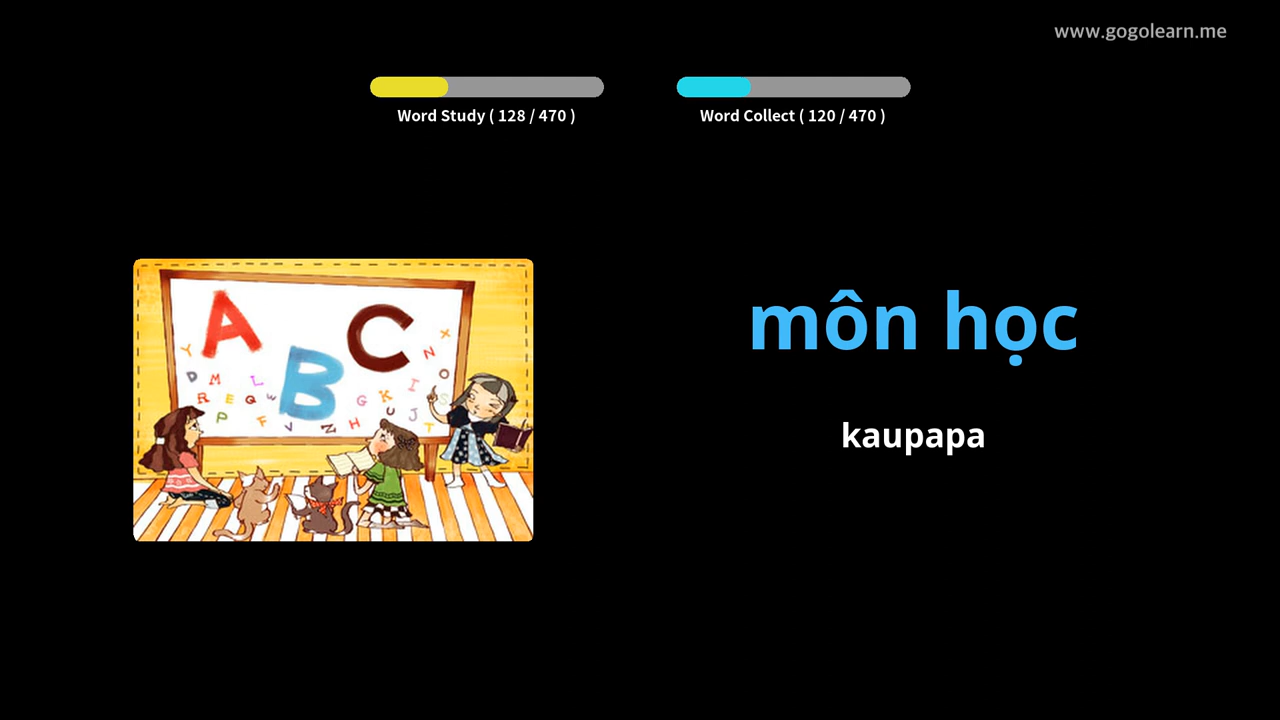 www.gogolearn.me
Word Study ( 128 / 470 )
Word Collect ( 120 / 470 )
A
B
C
môn học
kaupapa